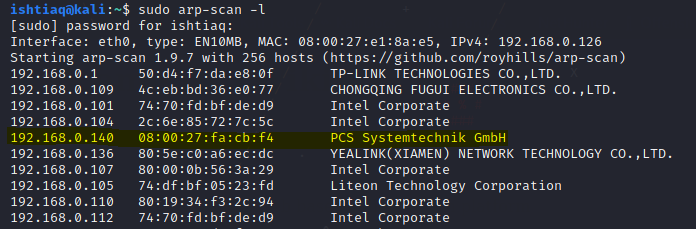 ishtiaq@kali:~$ sudo arp-scan -l
[sudo] password for ishtiaq:
Interface: eth0, type: EN10MB, MAC: 08:00:27:e1:8a:e5, IPv4: 192.168.0.126
Starting arp-scan 1.9.7 with 256 hosts (https://github.com/royhills/arp-scan)
192.168.0.1 50:d4:f7:da:e8:0f TP-LINK TECHNOLOGIES CO.,LTD.
192.168.0.109 4c:eb:bd:36:e0:77 CHONGQING FUGUI ELECTRONICS CO.,LTD.
192.168.0.101 74:70:fd:bf:de:d9 Intel Corporate
192.168.0.104 2c:6e:85:72:7c:5c Intel Corporate
192.168.0.140 08:00:27:fa:cb:f4 PCS Systemtechnik GmbH
192.168.0.136 80:5e:c0:a6:ec:dc YEALINK(XIAMEN) NETWORK TECHNOLOGY CO.,LTD.
192.168.0.107 80:00:0b:56:3a:29 Intel Corporate
192.168.0.105 74:df:bf:05:23:fd Liteon Technology Corporation
192.168.0.110 80:19:34:f3:2c:94 Intel Corporate
192.168.0.112 74:70:fd:bf:de:d9 Intel Corporate